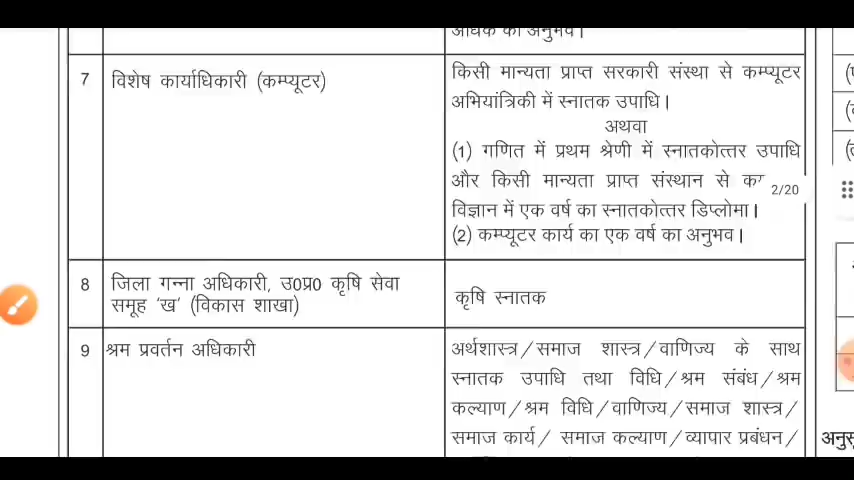 अधिक का अनुभव।
7 विशेष कार्याधिकारी (कम्प्यूटर) किसी मान्यता प्राप्त सरकारी संस्था से कम्प्यूटर
अभियांत्रिकी में स्नातक उपाधि।
अथवा
(1) गणित में प्रथम श्रेणी में स्नातकोत्तर उपाधि
और किसी मान्यता प्राप्त संस्थान से
2/20
विज्ञान में एक वर्ष का स्नातकोत्तर डिप्लोमा।
(2) कम्प्यूटर कार्य का एक वर्ष का अनुभव।
8 जिला गन्ना अधिकारी, उ0प्र0 कृषि सेवा
समूह 'ख' (विकास शाखा)
कृषि स्नातक
9 श्रम प्रवर्तन अधिकारी अर्थशास्त्र/समाज शास्त्र/वाणिज्य के साथ
स्नातक उपाधि तथा विधि/श्रम संबंध/श्रम
कल्याण/श्रम विधि/वाणिज्य/समाज शास्त्र/
समाज कार्य/ समाज कल्याण/व्यापार प्रबंधन/